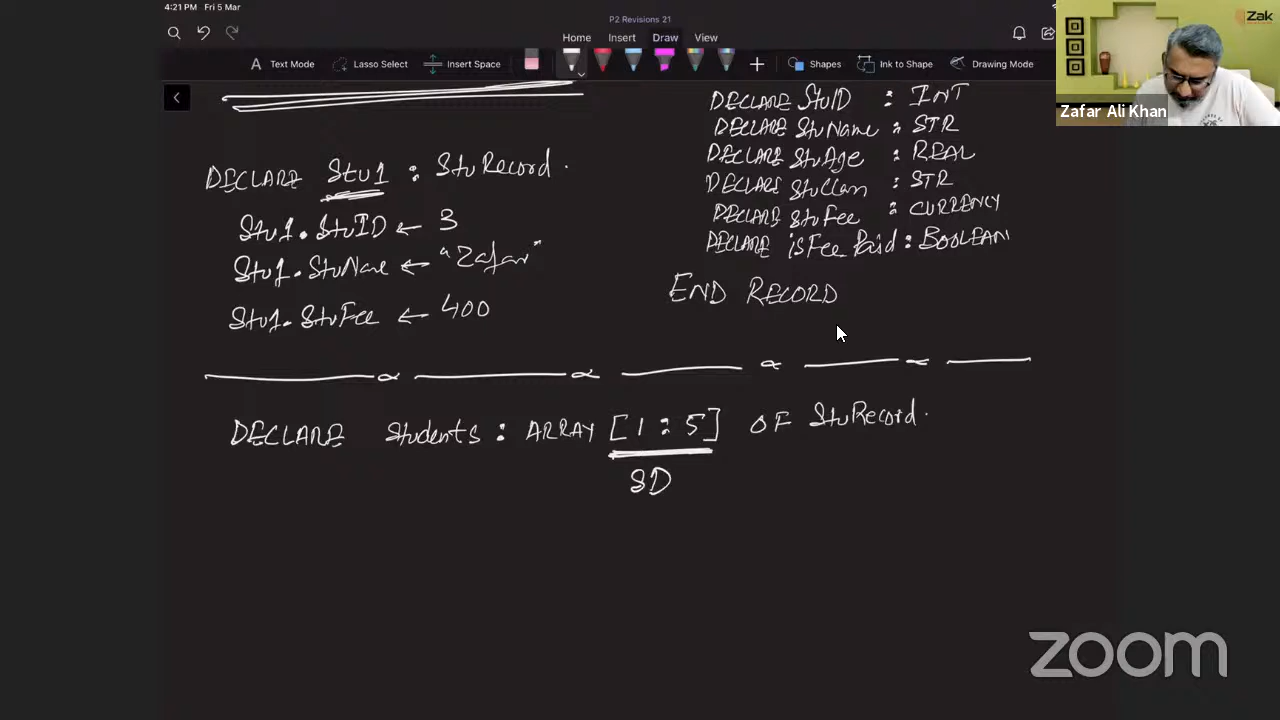 4:21 PM Fri 5 Mar
P2 Revisions 21
Home Insert Draw View
A Text Mode Lasso Select Insert Space Shapes Ink to Shape Drawing Mode
Zak
Zafar Ali Khan
DECLARE Stu1 : StuRecord.
Stu1.StuID ← 3
Stu1.StuName ← "Zafar"
Stu1.StuFee ← 400
DECLARE StuID : INT
DECLARE StuName : STR
DECLARE StuAge : REAL
DECLARE StuClass : STR
DECLARE StuFee : CURRENCY
DECLARE isFeePaid : BOOLEAN
END RECORD
DECLARE Students : ARRAY [1 : 5] OF StuRecord.
SD
zoom